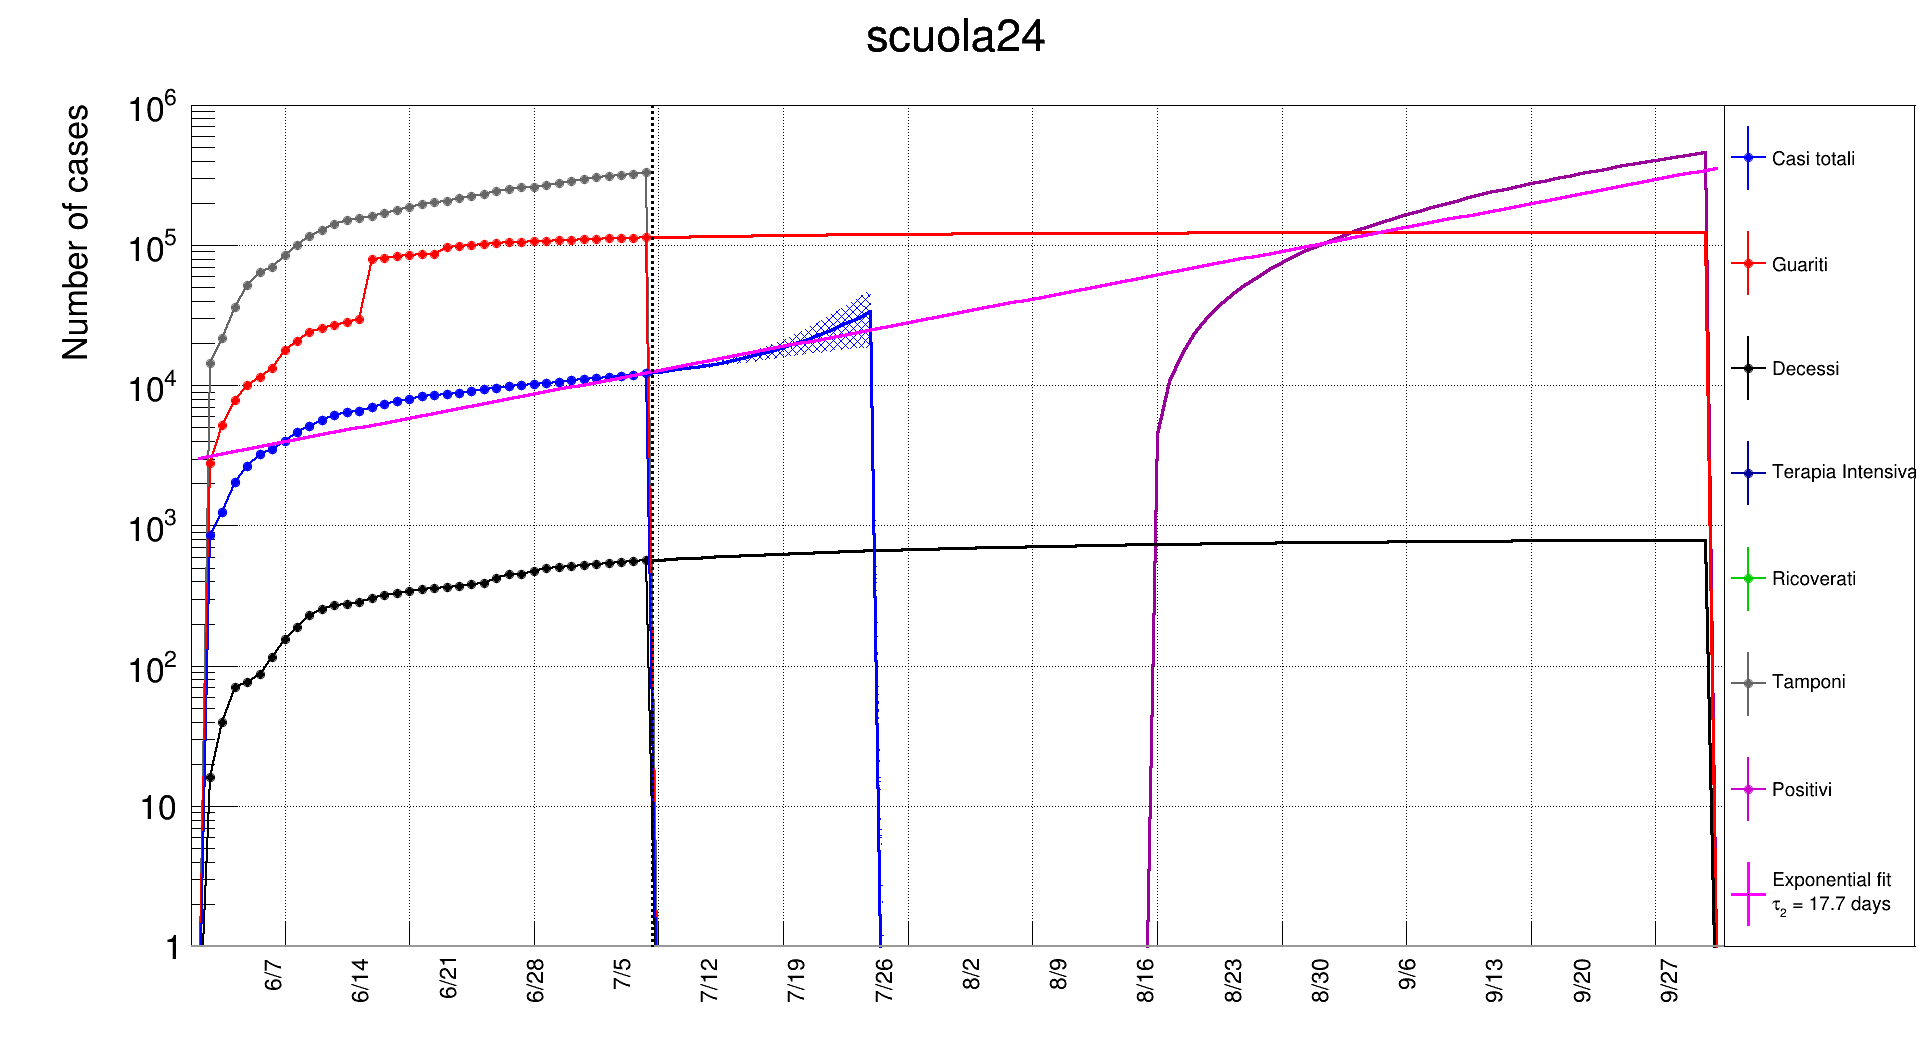 scuola24
Number of cases
10^6
10^5
10^4
10^3
10^2
10
1
6/7
6/14
6/21
6/28
7/5
7/12
7/19
7/26
8/2
8/9
8/16
8/23
8/30
9/6
9/13
9/20
9/27
Casi totali
Guariti
Decessi
Terapia Intensiva
Ricoverati
Tamponi
Positivi
Exponential fit
τ₂ = 17.7 days